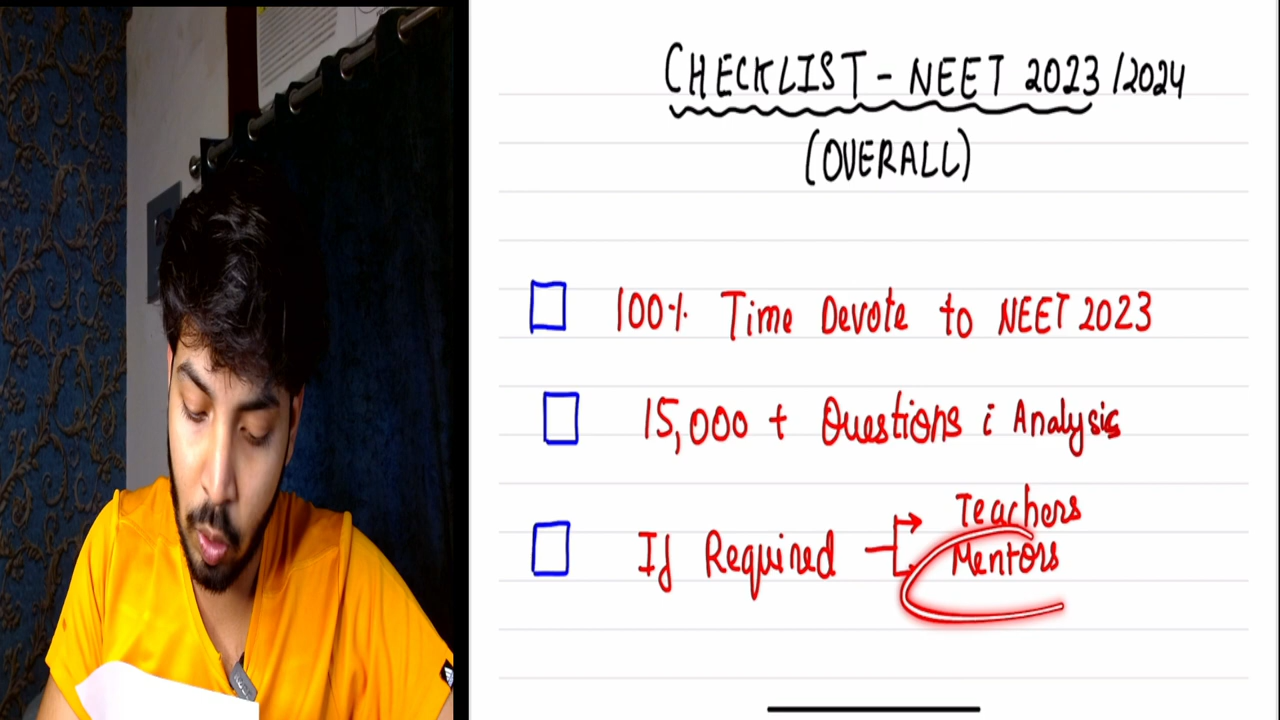 CHECKLIST - NEET 2023/2024
(OVERALL)
100% Time Devote to NEET 2023
15,000 + Questions i Analysis
If Required
Teachers
Mentors